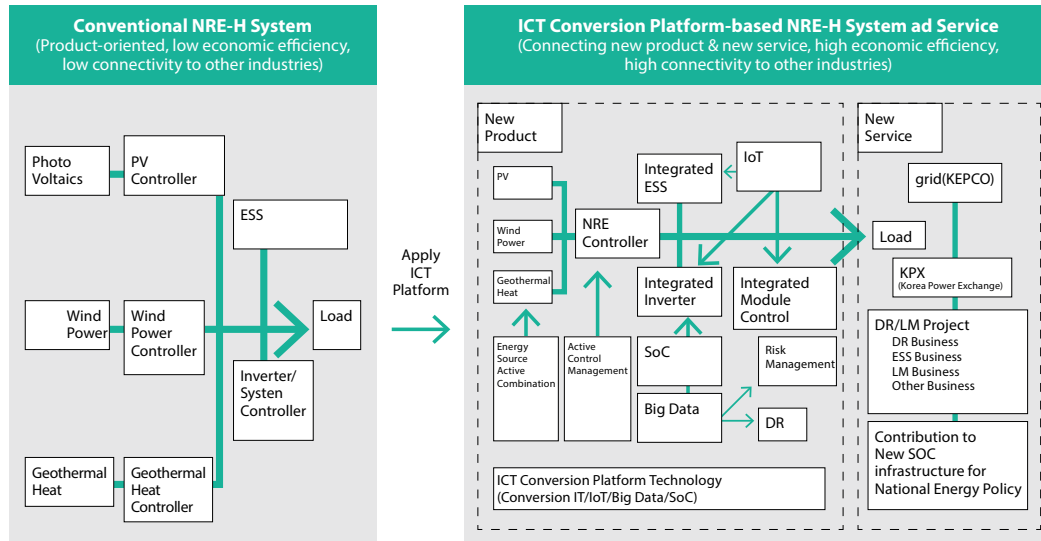 Conventional NRE-H System
(Product-oriented, low economic efficiency,
low connectivity to other industries)
Photo
Voltaics
PV
Controller
ESS
Wind
Power
Wind
Power
Controller
Load
Inverter/
Systen
Controller
Geothermal
Heat
Geothermal
Heat
Controller
Apply
ICT
Platform
ICT Conversion Platform-based NRE-H System ad Service
(Connecting new product & new service, high economic efficiency,
high connectivity to other industries)
New
Product
PV
Wind
Power
Geothermal
Heat
NRE
Controller
Integrated
ESS
IoT
Integrated
Inverter
Integrated
Module
Control
Energy
Source
Active
Combination
Active
Control
Management
SoC
Big Data
Risk
Management
DR
ICT Conversion Platform Technology
(Conversion IT/IoT/Big Data/SoC)
New
Service
grid(KEPCO)
Load
KPX
(Korea Power Exchange)
DR/LM Project
DR Business
ESS Business
LM Business
Other Business
Contribution to
New SOC
infrastructure for
National Energy Policy